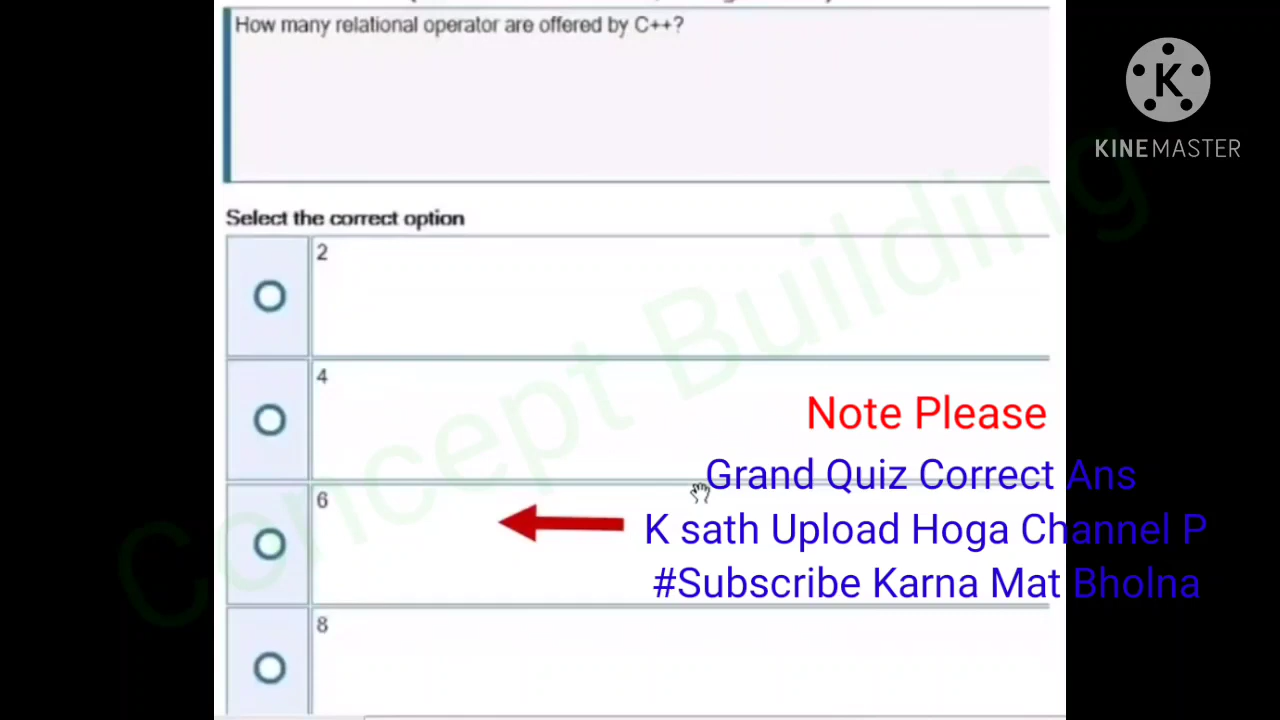 How many relational operator are offered by C++?
K
KINEMASTER
Select the correct option
2
4
Note Please
Grand Quiz Correct Ans
6
K sath Upload Hoga Channel P
#Subscribe Karna Mat Bholna
8
Concept Building